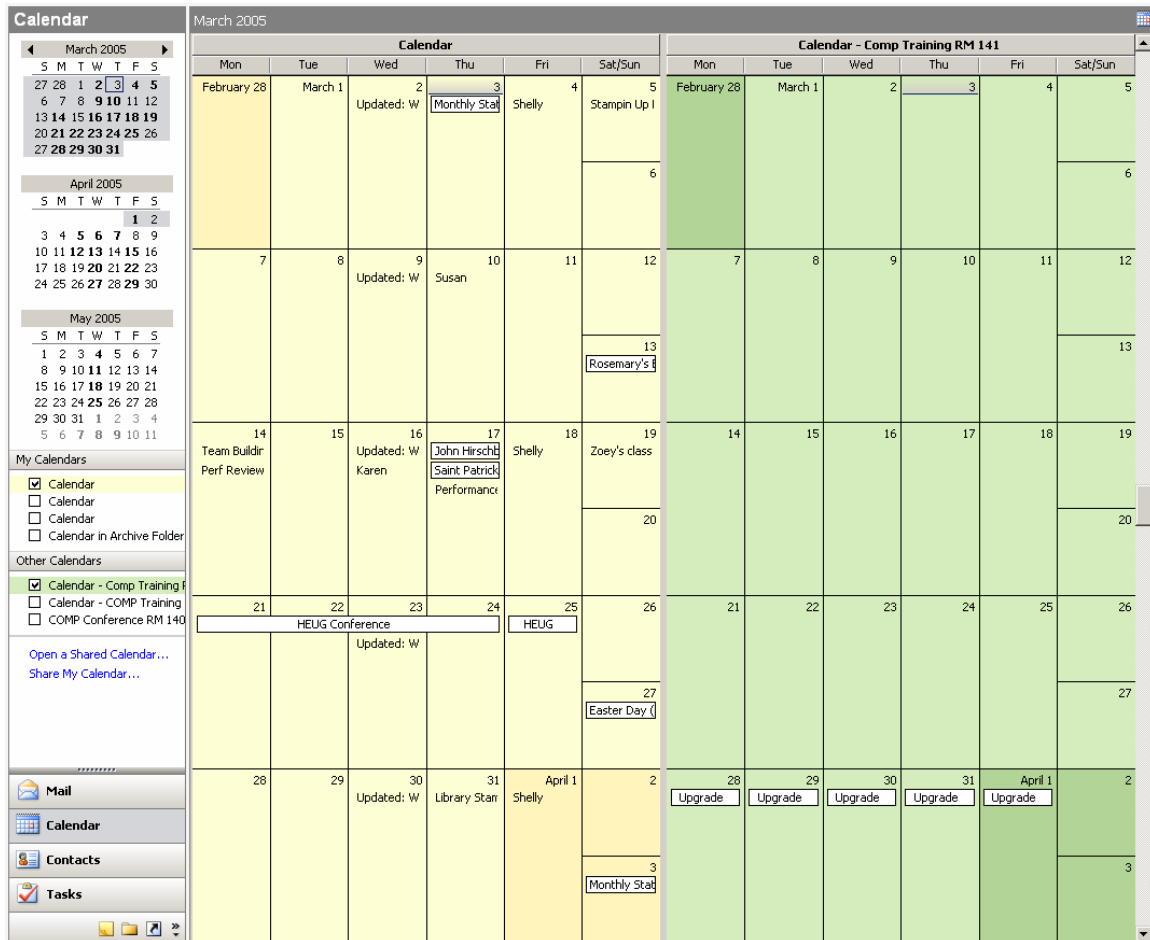 Calendar
March 2005
March 2005
S M T W T F S
27 28 1 2 3 4 5
6 7 8 9 10 11 12
13 14 15 16 17 18 19
20 21 22 23 24 25 26
27 28 29 30 31
April 2005
S M T W T F S
1 2
3 4 5 6 7 8 9
10 11 12 13 14 15 16
17 18 19 20 21 22 23
24 25 26 27 28 29 30
May 2005
S M T W T F S
1 2 3 4 5 6 7
8 9 10 11 12 13 14
15 16 17 18 19 20 21
22 23 24 25 26 27 28
29 30 31 1 2 3 4
5 6 7 8 9 10 11
My Calendars
Calendar
Calendar
Calendar
Calendar in Archive Folder
Other Calendars
Calendar - Comp Training R
Calendar - COMP Training
COMP Conference RM 140
Open a Shared Calendar...
Share My Calendar...
Mail
Calendar
Contacts
Tasks
Calendar
Mon Tue Wed Thu Fri Sat/Sun
February 28 March 1 2 3 4 5
Updated: W Monthly Stat Shelly Stampin Up I
6
7 8 9 10 11 12
Updated: W Susan
13
Rosemary's B
14 15 16 17 18 19
Team Buildin Updated: W John Hirschb Shelly Zoey's class
Perf Review Karen Saint Patrick
Performance
20
21 22 23 24 25 26
HEUG Conference HEUG
Updated: W
27
Easter Day (
28 29 30 31 April 1 2
Updated: W Library Stam Shelly
3
Monthly Stat
Calendar - Comp Training RM 141
Mon Tue Wed Thu Fri Sat/Sun
February 28 March 1 2 3 4 5
6
7 8 9 10 11 12
13
14 15 16 17 18 19
20
21 22 23 24 25 26
27
28 29 30 31 April 1 2
Upgrade Upgrade Upgrade Upgrade Upgrade
3